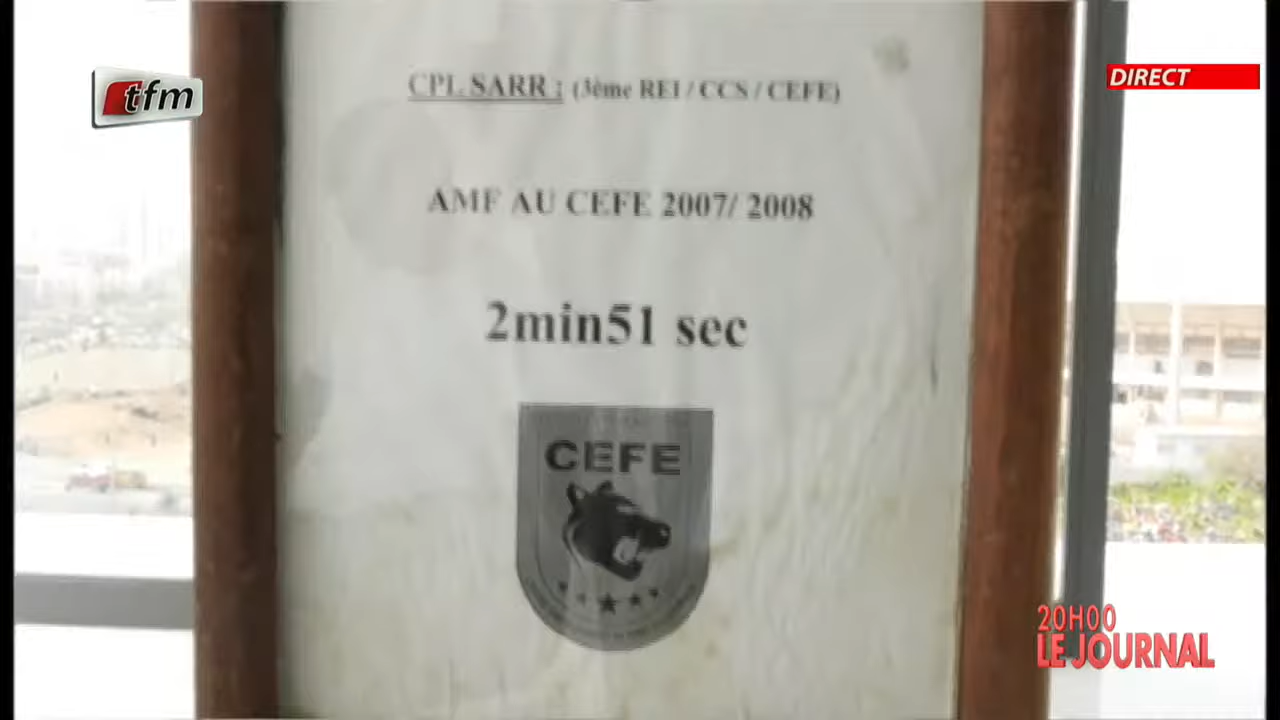 tfm
DIRECT
CPL SARR : (3ème REI / CCS / CEFE)
AMF AU CEFE 2007/ 2008
2min51 sec
CEFE
20H00
LE JOURNAL